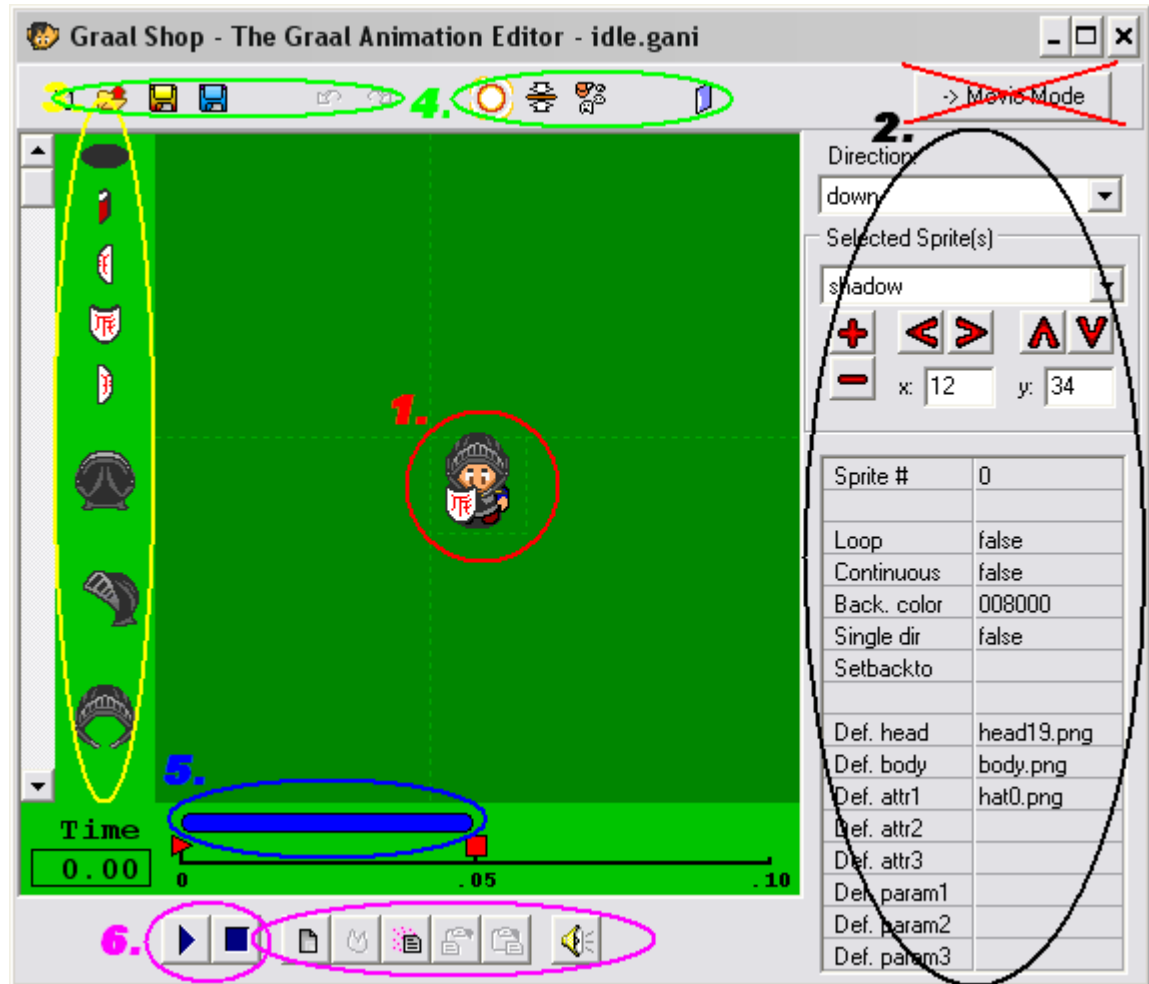 Graal Shop - The Graal Animation Editor - idle.gani
3.
4.
-> Movie Mode
2.
Direction:
down
Selected Sprite(s)
shadow
x: 12 y: 34
1.
Sprite # 0
Loop false
Continuous false
Back. color 008000
Single dir false
Setbackto
Def. head head19.png
Def. body body.png
Def. attr1 hat0.png
Def. attr2
Def. attr3
Def. param1
Def. param2
Def. param3
5.
Time
0.00
0 .05 .10
6.